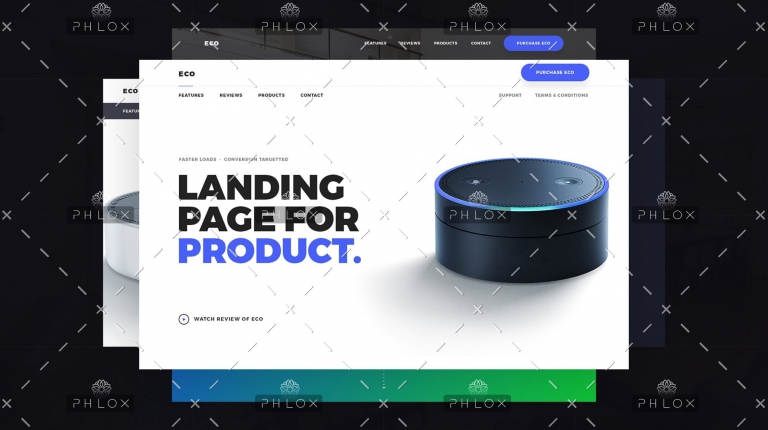 PHLOX PHLOX PHLOX PHLOX
ECO FEATURES REVIEWS PRODUCTS CONTACT PURCHASE ECO
ECO PURCHASE ECO
ECO
FEATURES REVIEWS PRODUCTS CONTACT SUPPORT TERMS & CONDITIONS
FASTER LOADS - CONVERSION TARGETTED
LANDING
PAGE FOR
PRODUCT.
PHLOX PHLOX PHLOX PHLOX
WATCH REVIEW OF ECO
PHLOX PHLOX PHLOX PHLOX